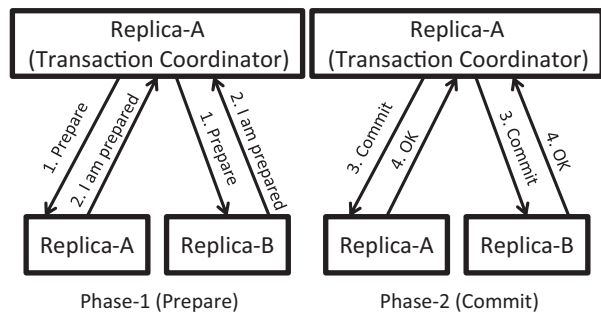 Replica-A
(Transaction Coordinator)
1. Prepare
2. I am prepared
1. Prepare
2. I am prepared
Replica-A
Replica-B
Phase-1 (Prepare)
Replica-A
(Transaction Coordinator)
3. Commit
4. OK
3. Commit
4. OK
Replica-A
Replica-B
Phase-2 (Commit)